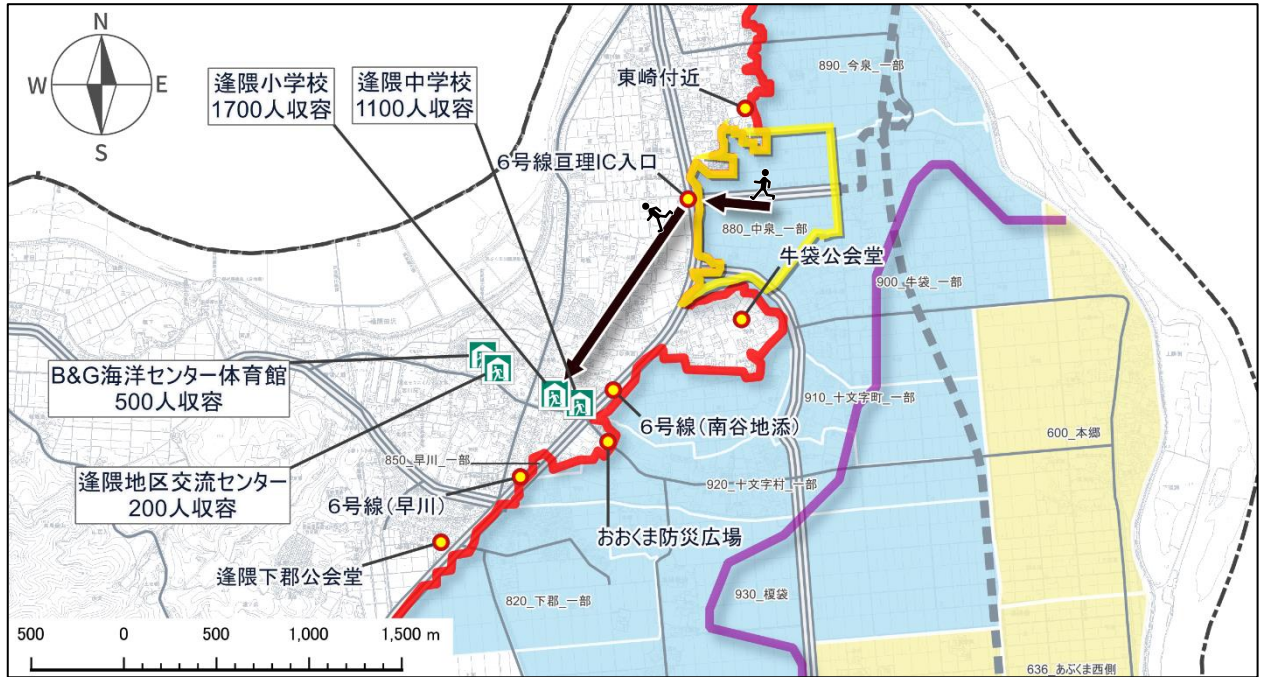 N
W
E
S
逢隈小学校
1700人収容
逢隈中学校
1100人収容
東崎付近
890_今泉_一部
6号線亘理IC入口
880_中泉_一部
牛袋公会堂
900_牛袋_一部
B&G海洋センター体育館
500人収容
910_十文字町_一部
600_本郷
6号線(南谷地添)
850_早川_一部
逢隈地区交流センター
200人収容
6号線(早川)
920_十文字村_一部
おおくま防災広場
逢隈下郡公会堂
820_下郡_一部
930_榎袋
500
0
500
1,000
1,500 m
636_あぶくま西側